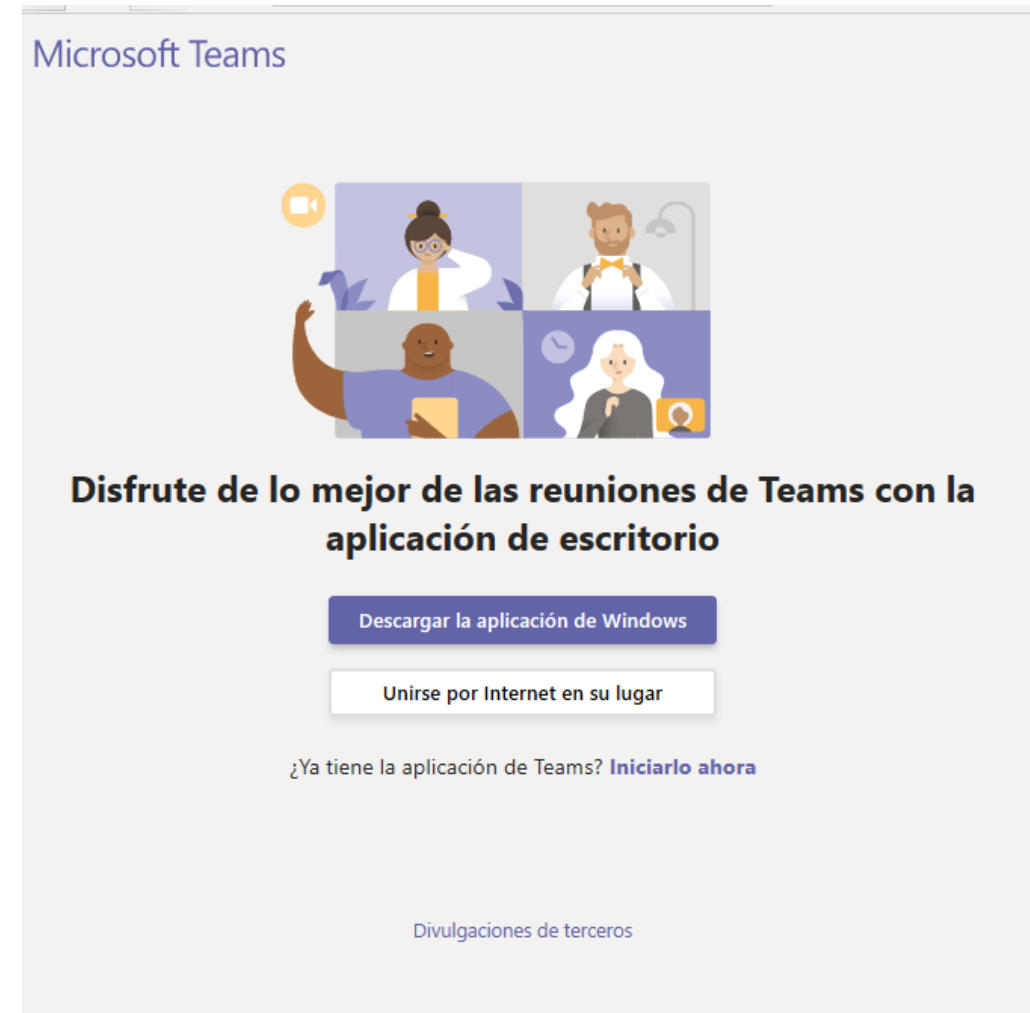 Microsoft Teams
Disfrute de lo mejor de las reuniones de Teams con la
aplicación de escritorio
Descargar la aplicación de Windows
Unirse por Internet en su lugar
¿Ya tiene la aplicación de Teams? Iniciarlo ahora
Divulgaciones de terceros